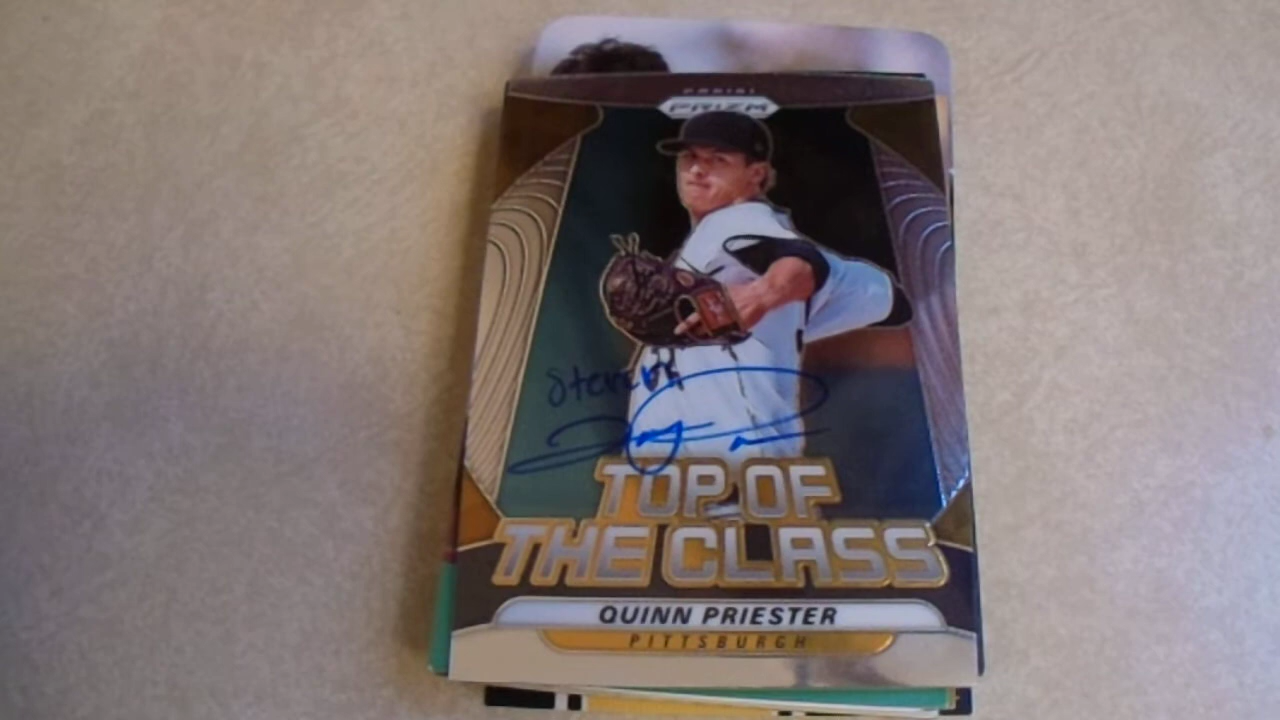 PANINI
PRIZM
TOP OF
THE CLASS
QUINN PRIESTER
PITTSBURGH